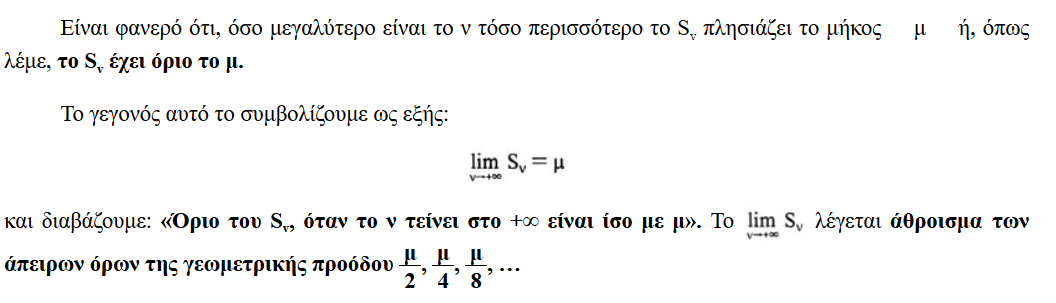 Είναι φανερό ότι, όσο μεγαλύτερο είναι το ν τόσο περισσότερο το Sν πλησιάζει το μήκος μ ή, όπως
λέμε, το Sν έχει όριο το μ.
Το γεγονός αυτό το συμβολίζουμε ως εξής:
lim Sν = μ
ν→+∞
και διαβάζουμε: «Όριο του Sν, όταν το ν τείνει στο +∞ είναι ίσο με μ». Το lim Sν λέγεται άθροισμα των
ν→+∞
άπειρων όρων της γεωμετρικής προόδου μ/2, μ/4, μ/8, …